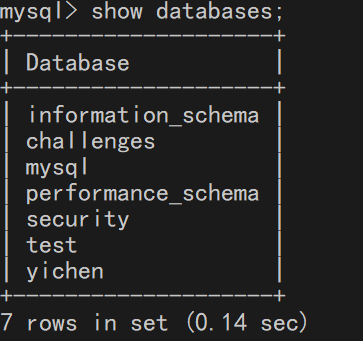 mysql> show databases;
+--------------------+
| Database           |
+--------------------+
| information_schema |
| challenges         |
| mysql              |
| performance_schema |
| security           |
| test               |
| yichen             |
+--------------------+
7 rows in set (0.14 sec)